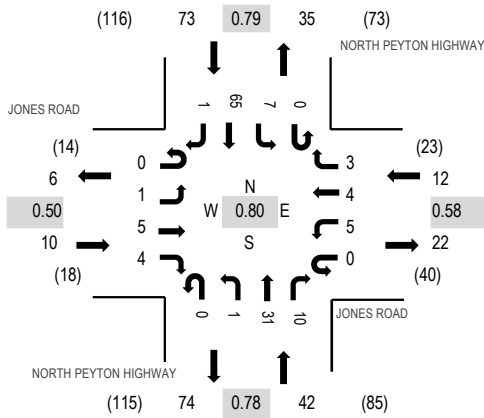 (116) 73 0.79 35 (73)
NORTH PEYTON HIGHWAY
JONES ROAD
1 65 7 0
(14) (23)
0 3
6 12
1 N 4
0.50 W 0.80 E 0.58
5 5
10 S 22
4 0
(18) (40)
0 1 31 10
JONES ROAD
NORTH PEYTON HIGHWAY
(115) 74 0.78 42 (85)